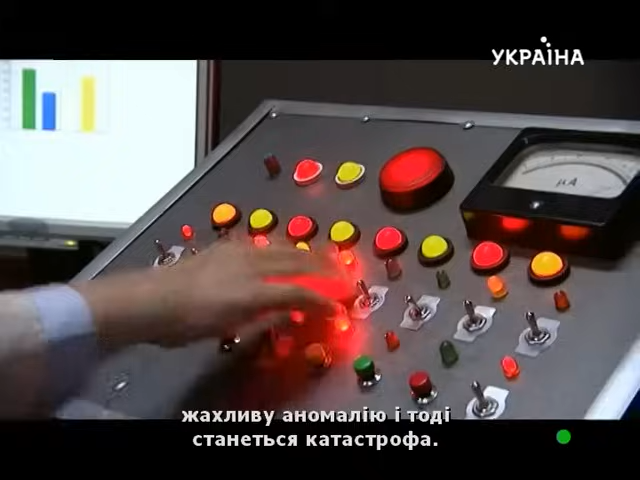 УКРАЇНА
μA
жахливу аномалію і тоді
станеться катастрофа.